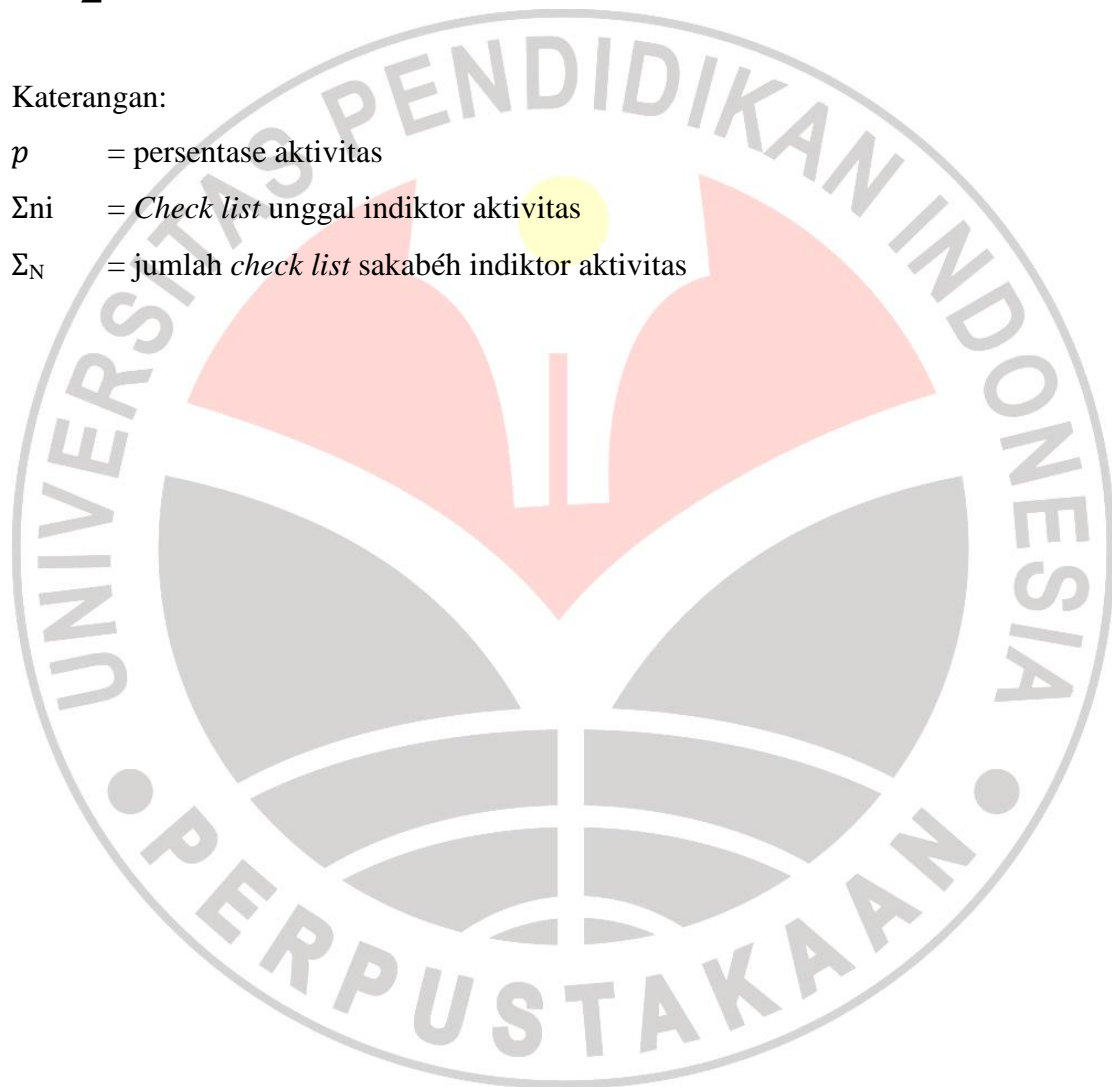 Katerangan:
𝑝 = persentase aktivitas
Σni = Check list unggal indiktor aktivitas
Σ_N = jumlah check list sakabéh indiktor aktivitas
UNIVERSITAS PENDIDIKAN INDONESIA
PERPUSTAKAAN